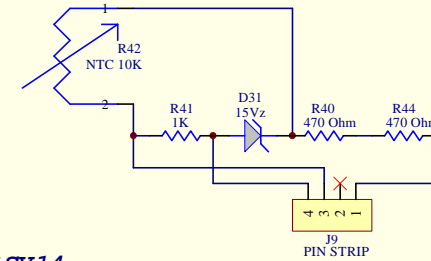 1
R42
NTC 10K
2
R41
1K
D31
15Vz
R40
470 Ohm
R44
470 Ohm
4
3
2
1
J9
PIN STRIP